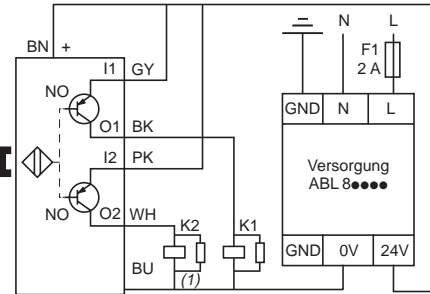 N L
BN +
F1
2 A
I1 GY
NO
GND N L
O1 BK
I2 PK
Versorgung
ABL 8●●●●
NO
O2 WH
K2 K1
GND 0V 24V
BU
(1)